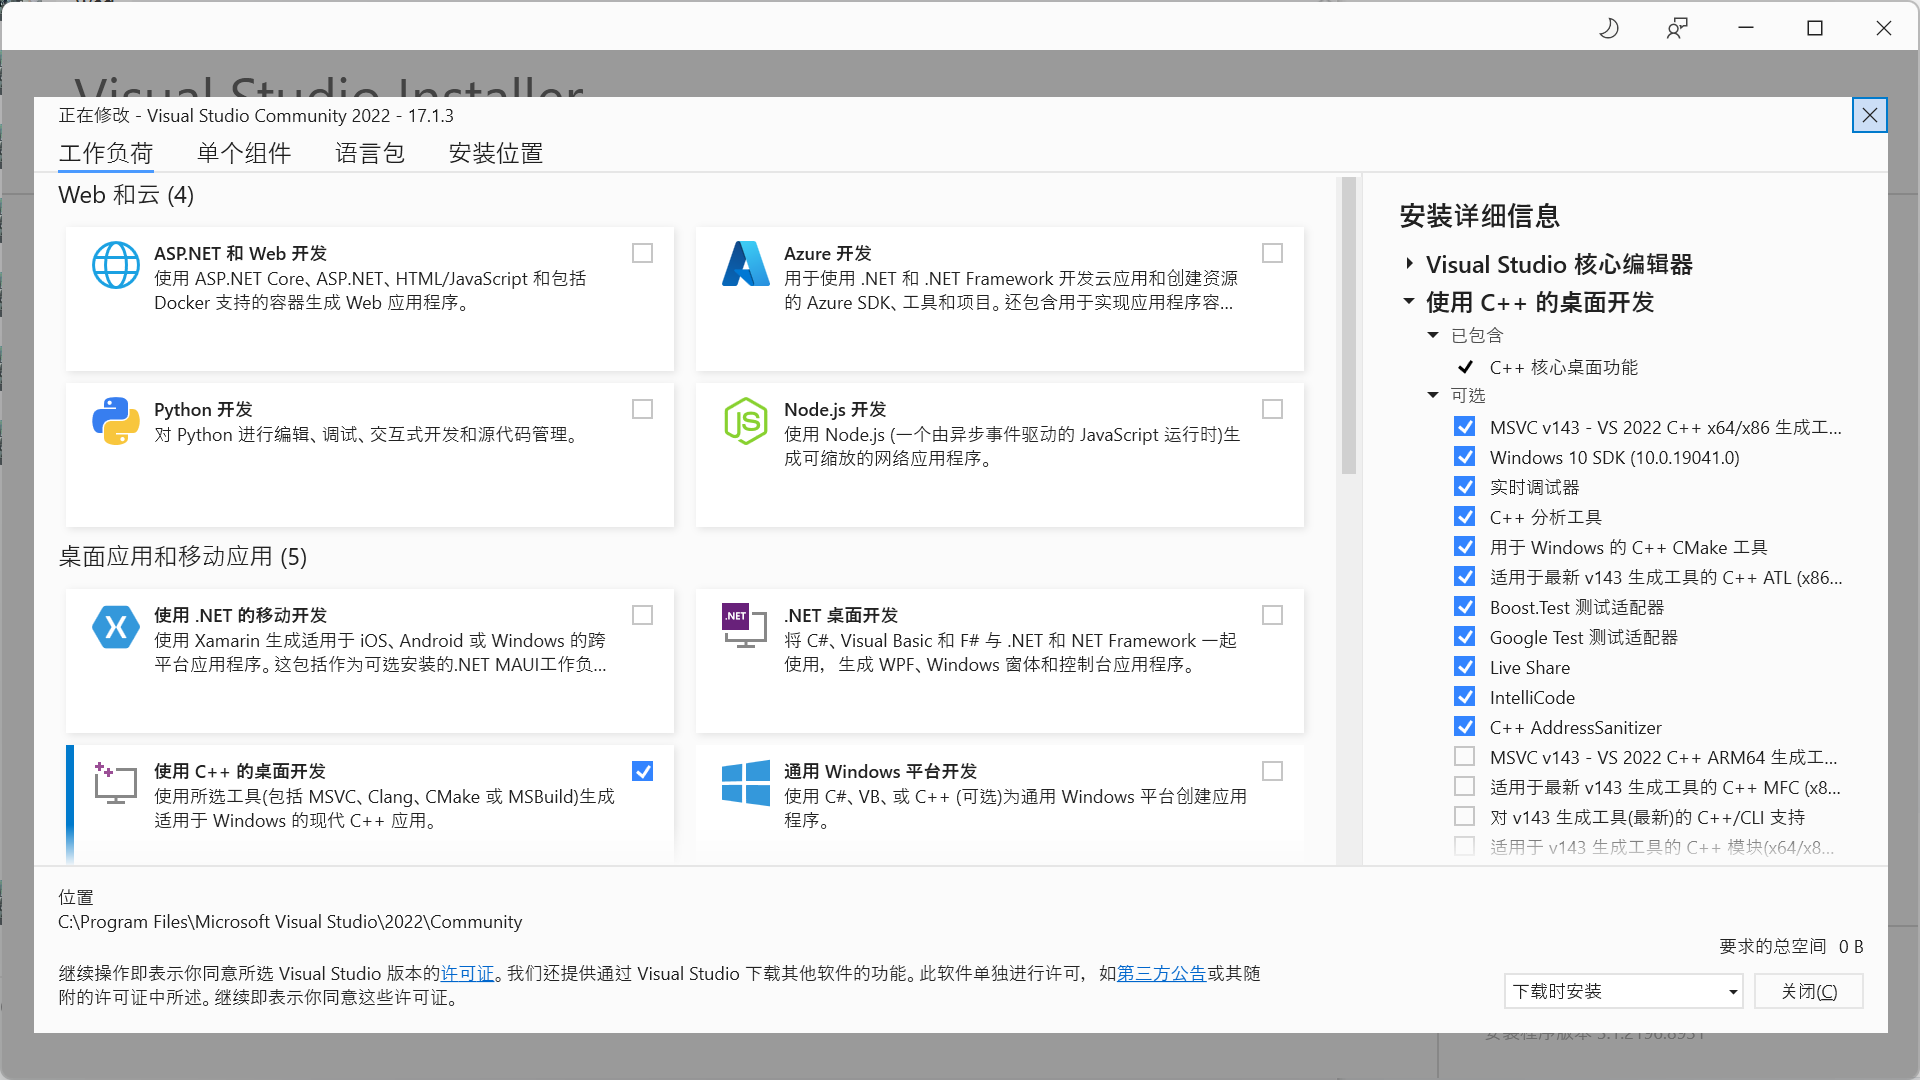 Visual Studio Installer
正在修改 - Visual Studio Community 2022 - 17.1.3
工作负荷 单个组件 语言包 安装位置
Web 和云 (4)
ASP.NET 和 Web 开发
使用 ASP.NET Core、ASP.NET、HTML/JavaScript 和包括
Docker 支持的容器生成 Web 应用程序。
Azure 开发
用于使用 .NET 和 .NET Framework 开发云应用和创建资源
的 Azure SDK、工具和项目。还包含用于实现应用程序容...
Python 开发
对 Python 进行编辑、调试、交互式开发和源代码管理。
Node.js 开发
使用 Node.js (一个由异步事件驱动的 JavaScript 运行时)生
成可缩放的网络应用程序。
桌面应用和移动应用 (5)
使用 .NET 的移动开发
使用 Xamarin 生成适用于 iOS、Android 或 Windows 的跨
平台应用程序。这包括作为可选安装的.NET MAUI工作负...
.NET
.NET 桌面开发
将 C#、Visual Basic 和 F# 与 .NET 和 NET Framework 一起
使用，生成 WPF、Windows 窗体和控制台应用程序。
使用 C++ 的桌面开发
使用所选工具(包括 MSVC、Clang、CMake 或 MSBuild)生成
适用于 Windows 的现代 C++ 应用。
通用 Windows 平台开发
使用 C#、VB、或 C++ (可选)为通用 Windows 平台创建应用
程序。
安装详细信息
Visual Studio 核心编辑器
使用 C++ 的桌面开发
已包含
C++ 核心桌面功能
可选
MSVC v143 - VS 2022 C++ x64/x86 生成工...
Windows 10 SDK (10.0.19041.0)
实时调试器
C++ 分析工具
用于 Windows 的 C++ CMake 工具
适用于最新 v143 生成工具的 C++ ATL (x86...
Boost.Test 测试适配器
Google Test 测试适配器
Live Share
IntelliCode
C++ AddressSanitizer
MSVC v143 - VS 2022 C++ ARM64 生成工...
适用于最新 v143 生成工具的 C++ MFC (x8...
对 v143 生成工具(最新)的 C++/CLI 支持
适用于 v143 生成工具的 C++ 模块(x64/x8...
位置
C:\Program Files\Microsoft Visual Studio\2022\Community
要求的总空间 0 B
继续操作即表示你同意所选 Visual Studio 版本的许可证。我们还提供通过 Visual Studio 下载其他软件的功能。此软件单独进行许可，如第三方公告或其随
附的许可证中所述。继续即表示你同意这些许可证。
下载时安装
关闭(C)